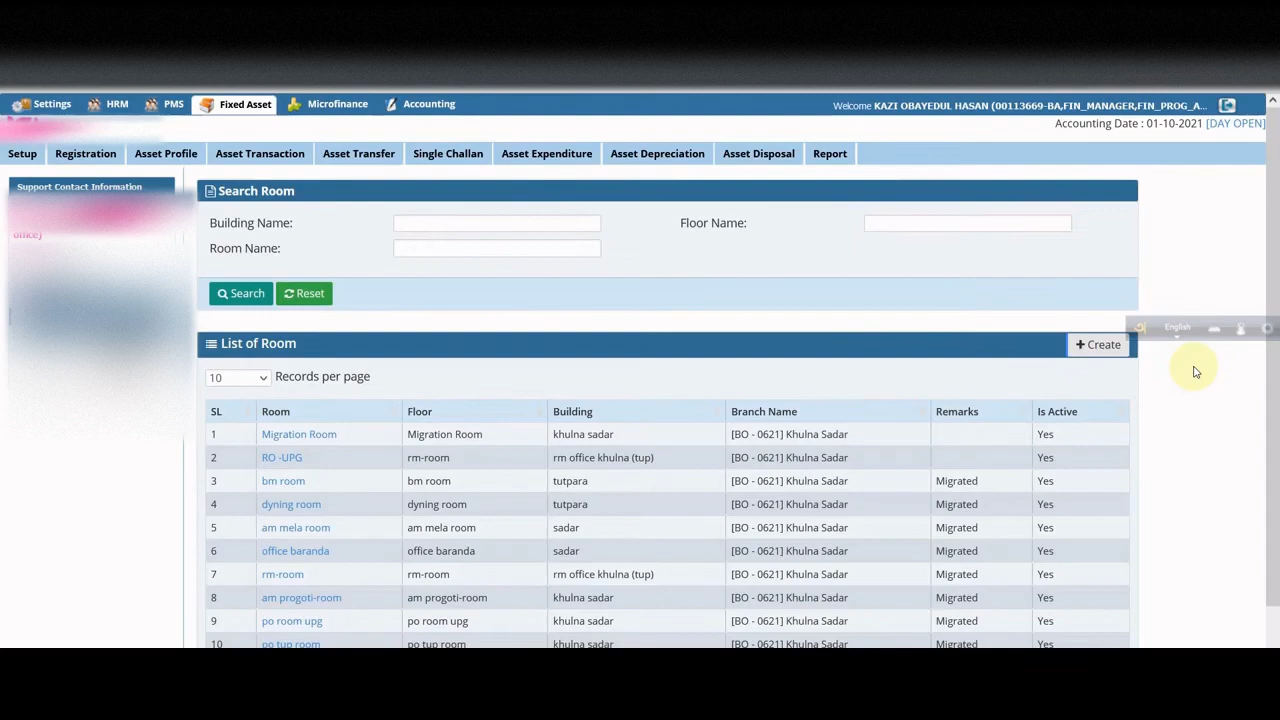 Settings HRM PMS Fixed Asset Microfinance Accounting Welcome KAZI OBAYEDUL HASAN (00113669-BA,FIN_MANAGER,FIN_PROG_A...
Accounting Date : 01-10-2021 [DAY OPEN]
Setup Registration Asset Profile Asset Transaction Asset Transfer Single Challan Asset Expenditure Asset Depreciation Asset Disposal Report
Support Contact Information
office]
Search Room
Building Name: Floor Name:
Room Name:
Search Reset
English
List of Room + Create
10 Records per page
SL Room Floor Building Branch Name Remarks Is Active
1 Migration Room Migration Room khulna sadar [BO - 0621] Khulna Sadar Yes
2 RO -UPG rm-room rm office khulna (tup) [BO - 0621] Khulna Sadar Yes
3 bm room bm room tutpara [BO - 0621] Khulna Sadar Migrated Yes
4 dyning room dyning room tutpara [BO - 0621] Khulna Sadar Migrated Yes
5 am mela room am mela room sadar [BO - 0621] Khulna Sadar Migrated Yes
6 office baranda office baranda sadar [BO - 0621] Khulna Sadar Migrated Yes
7 rm-room rm-room rm office khulna (tup) [BO - 0621] Khulna Sadar Migrated Yes
8 am progoti-room am progoti-room khulna sadar [BO - 0621] Khulna Sadar Migrated Yes
9 po room upg po room upg khulna sadar [BO - 0621] Khulna Sadar Migrated Yes
10 po tup room po tup room khulna sadar [BO - 0621] Khulna Sadar Migrated Yes